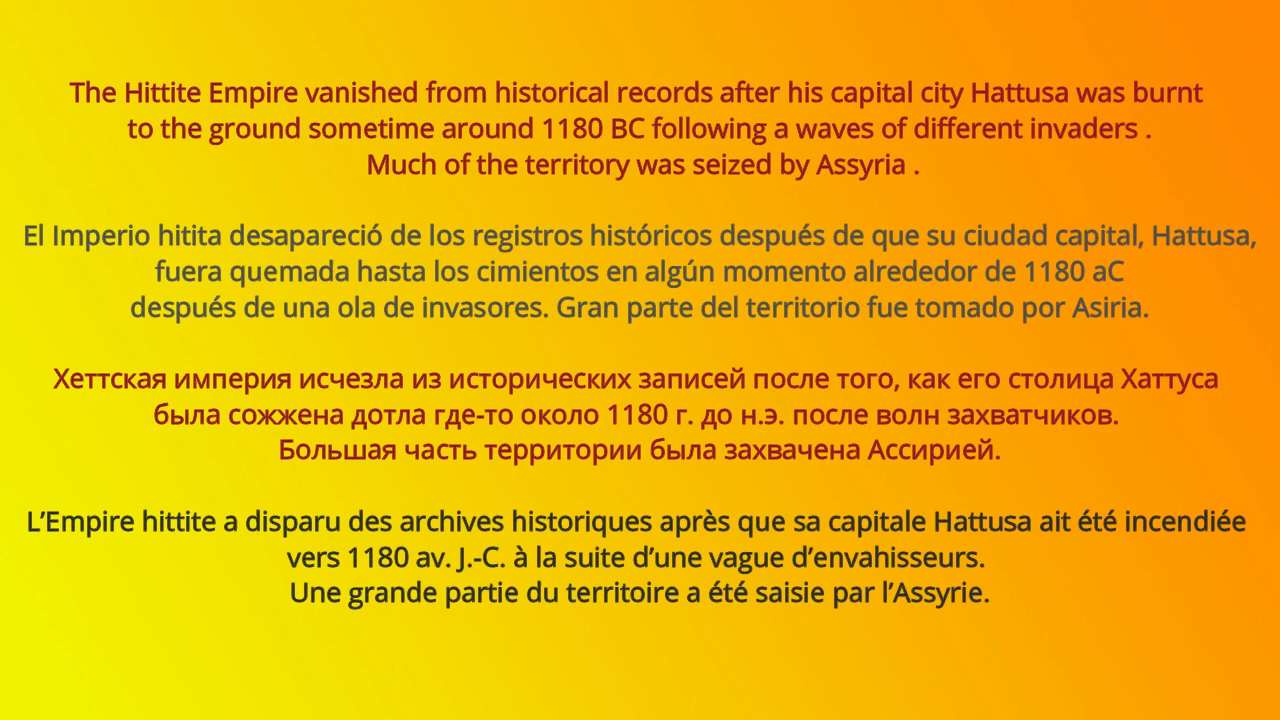 The Hittite Empire vanished from historical records after his capital city Hattusa was burnt
to the ground sometime around 1180 BC following a waves of different invaders .
Much of the territory was seized by Assyria .
El Imperio hitita desapareció de los registros históricos después de que su ciudad capital, Hattusa,
fuera quemada hasta los cimientos en algún momento alrededor de 1180 aC
después de una ola de invasores. Gran parte del territorio fue tomado por Asiria.
Хеттская империя исчезла из исторических записей после того, как его столица Хаттуса
была сожжена дотла где-то около 1180 г. до н.э. после волн захватчиков.
Большая часть территории была захвачена Ассирией.
L’Empire hittite a disparu des archives historiques après que sa capitale Hattusa ait été incendiée
vers 1180 av. J.-C. à la suite d’une vague d’envahisseurs.
Une grande partie du territoire a été saisie par l’Assyrie.